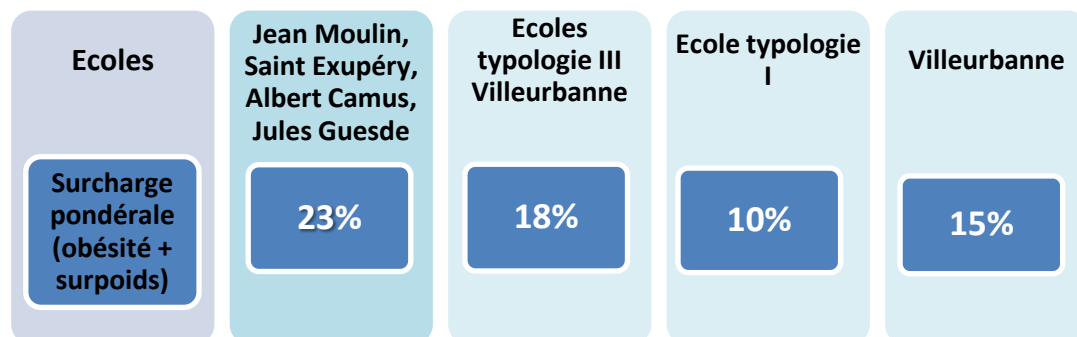 Ecoles
Surcharge
pondérale
(obésité +
surpoids)
Jean Moulin,
Saint Exupéry,
Albert Camus,
Jules Guesde
23%
Ecoles
typologie III
Villeurbanne
18%
Ecole typologie
I
10%
Villeurbanne
15%